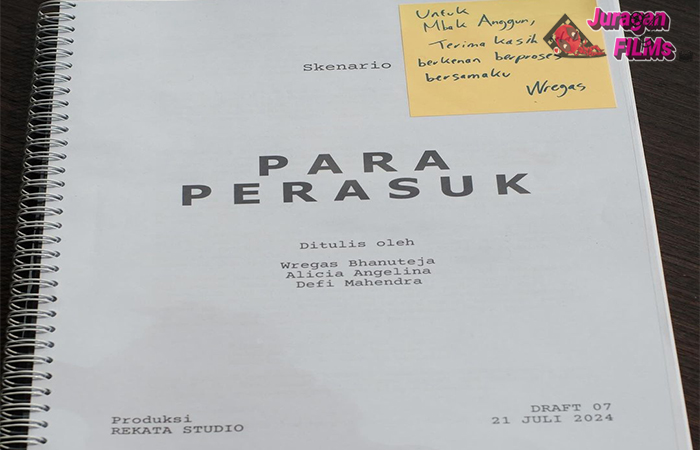 Untuk
Mbak Anggun,
Terima kasih
berkenan berproses
bersamaku
Wregas
Juragan
FILMs
Skenario
PARA
PERASUK
Ditulis oleh
Wregas Bhanuteja
Alicia Angelina
Defi Mahendra
Produksi
REKATA STUDIO
DRAFT 07
21 JULI 2024